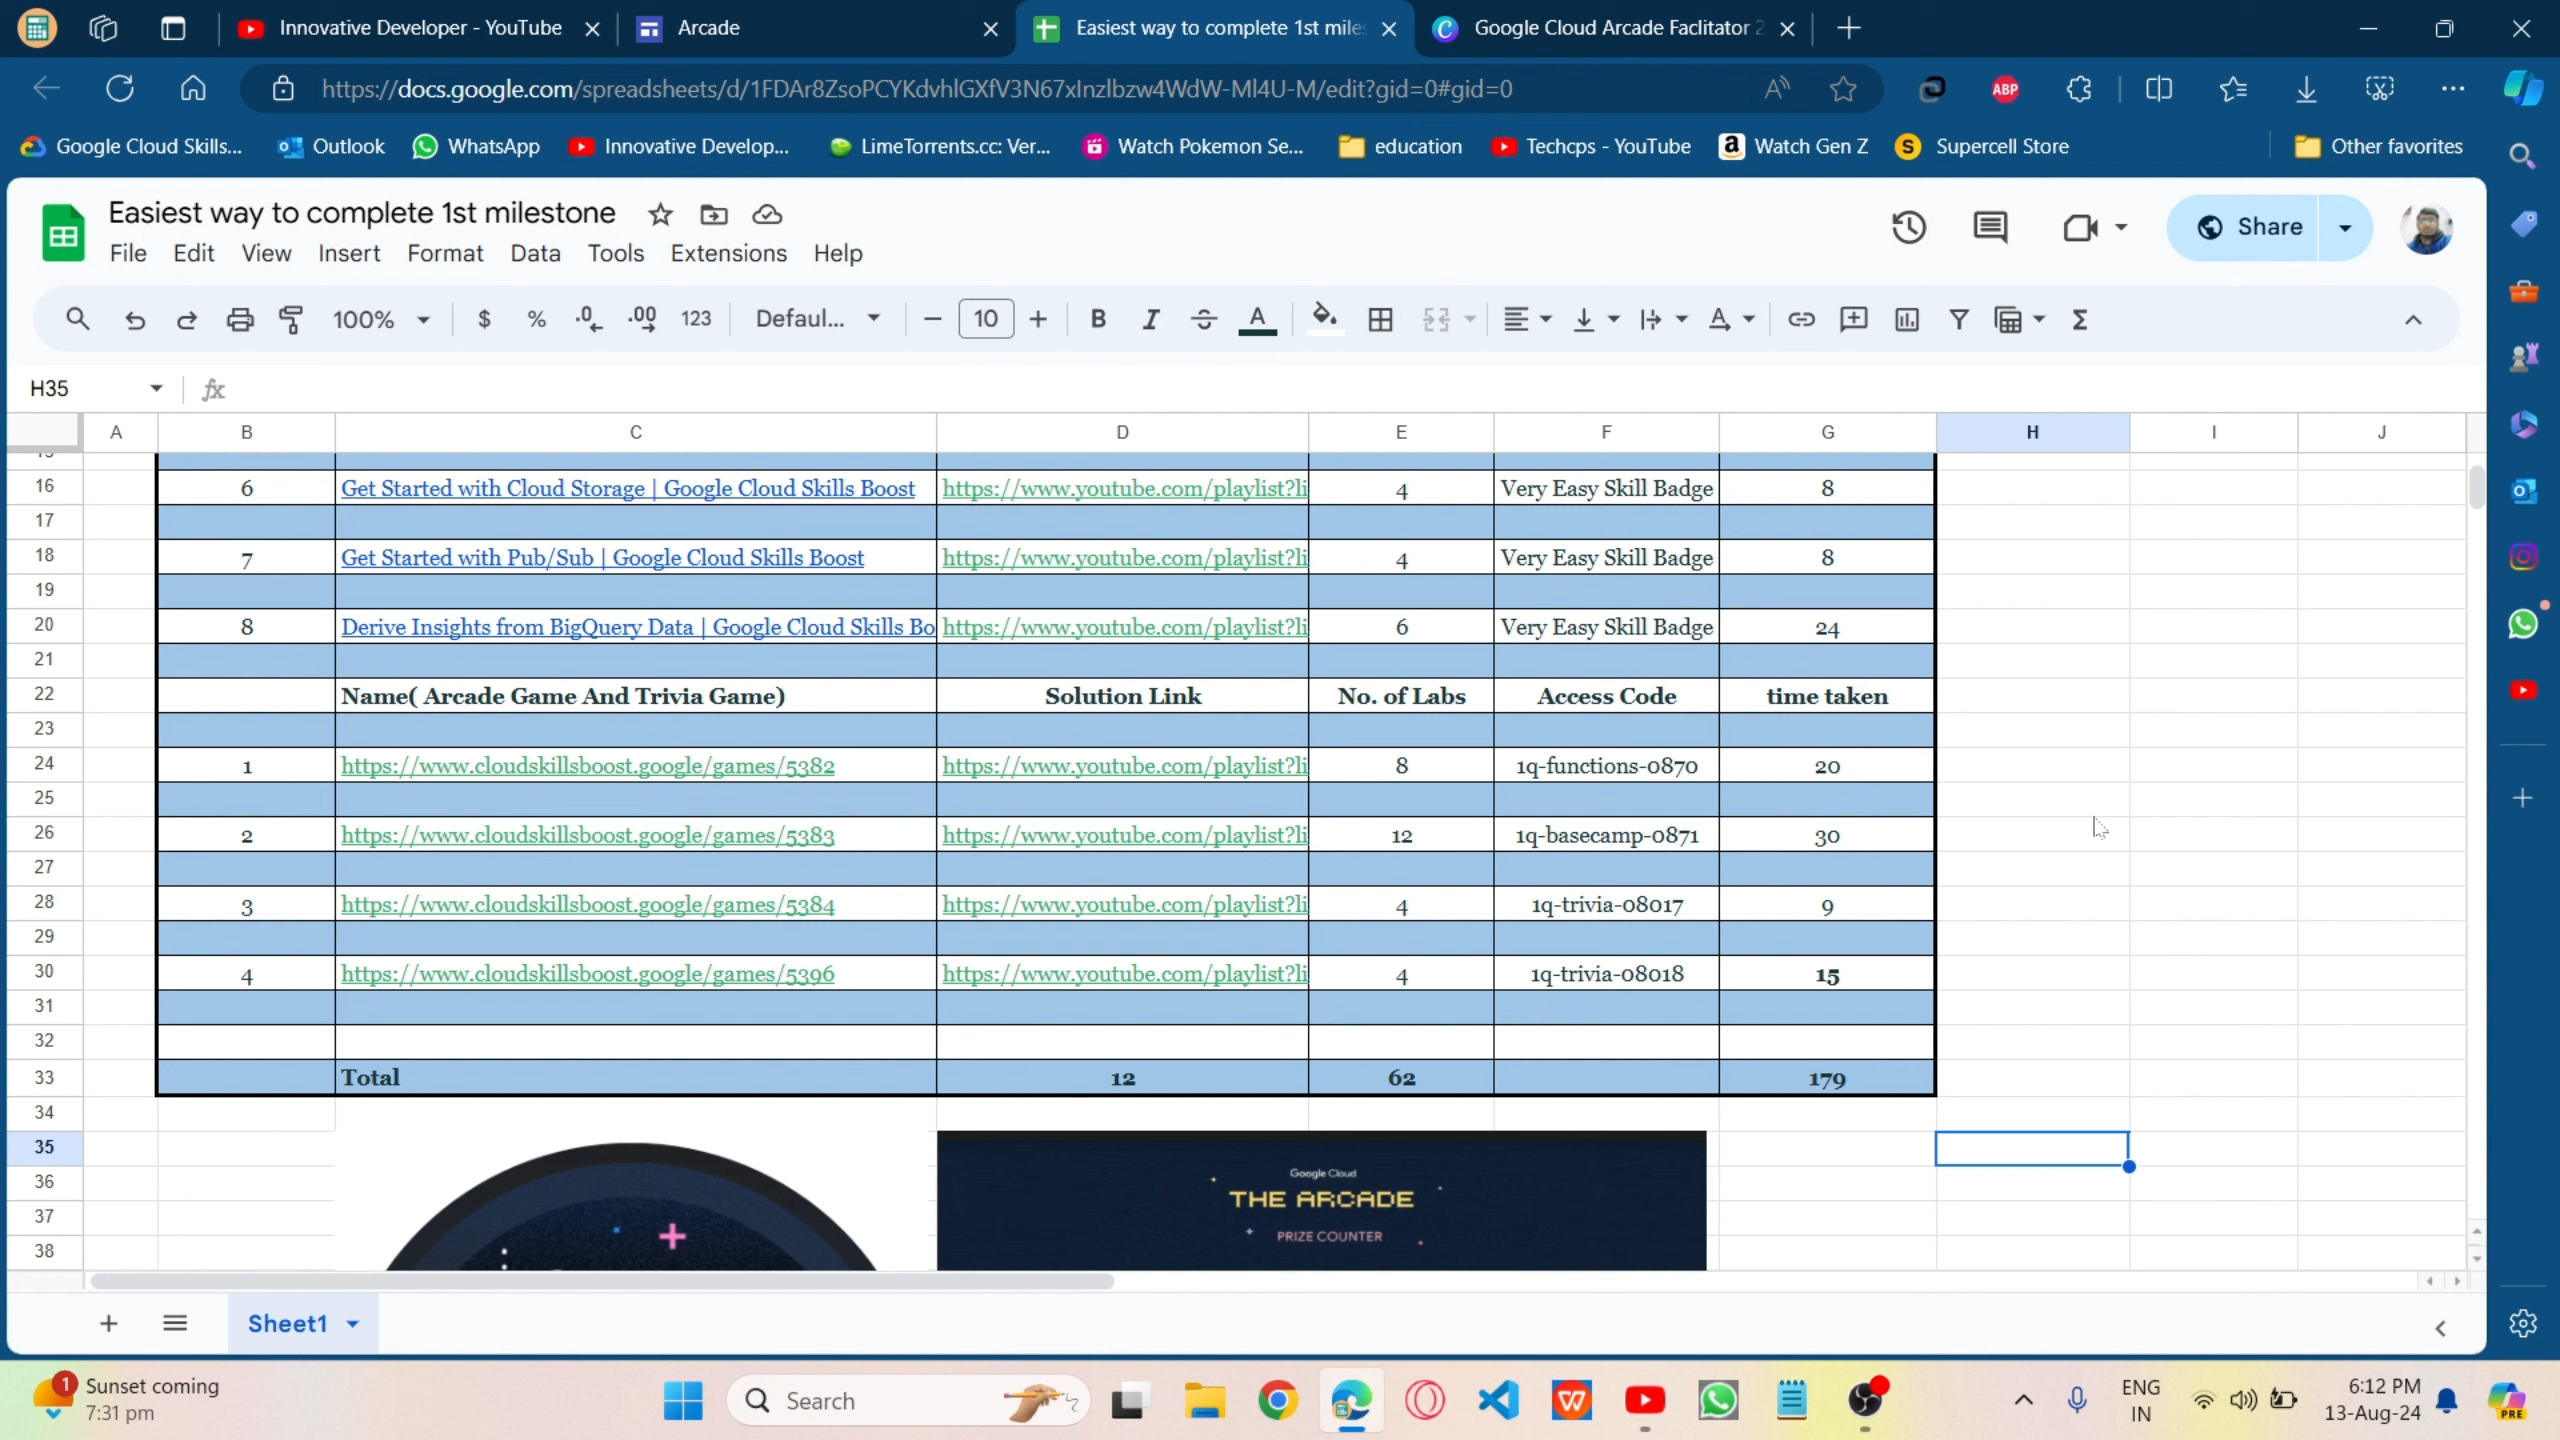 Innovative Developer - YouTube
Arcade
Easiest way to complete 1st miles
Google Cloud Arcade Faclitator 2
https://docs.google.com/spreadsheets/d/1FDAr8ZsoPCYKdvhlGXfV3N67xInzlbzw4WdW-Ml4U-M/edit?gid=0#gid=0
ABP
Google Cloud Skills...
Outlook
WhatsApp
Innovative Develop...
LimeTorrents.cc: Ver...
Watch Pokemon Se...
education
Techcps - YouTube
Watch Gen Z
Supercell Store
Other favorites
Easiest way to complete 1st milestone
File Edit View Insert Format Data Tools Extensions Help
Share
100% $ % .0 .00 123 Defaul... 10 B I A
H35 fx
A B C D E F G H I J
16 6 Get Started with Cloud Storage | Google Cloud Skills Boost https://www.youtube.com/playlist?li 4 Very Easy Skill Badge 8
17
18 7 Get Started with Pub/Sub | Google Cloud Skills Boost https://www.youtube.com/playlist?li 4 Very Easy Skill Badge 8
19
20 8 Derive Insights from BigQuery Data | Google Cloud Skills Bo https://www.youtube.com/playlist?li 6 Very Easy Skill Badge 24
21
22 Name( Arcade Game And Trivia Game) Solution Link No. of Labs Access Code time taken
23
24 1 https://www.cloudskillsboost.google/games/5382 https://www.youtube.com/playlist?li 8 1q-functions-0870 20
25
26 2 https://www.cloudskillsboost.google/games/5383 https://www.youtube.com/playlist?li 12 1q-basecamp-0871 30
27
28 3 https://www.cloudskillsboost.google/games/5384 https://www.youtube.com/playlist?li 4 1q-trivia-08017 9
29
30 4 https://www.cloudskillsboost.google/games/5396 https://www.youtube.com/playlist?li 4 1q-trivia-08018 15
31
32
33 Total 12 62 179
34
35
36
37
38
Google Cloud
THE ARCADE
PRIZE COUNTER
Sheet1
1
Sunset coming
7:31 pm
Search
ENG
IN
6:12 PM
13-Aug-24
PRE